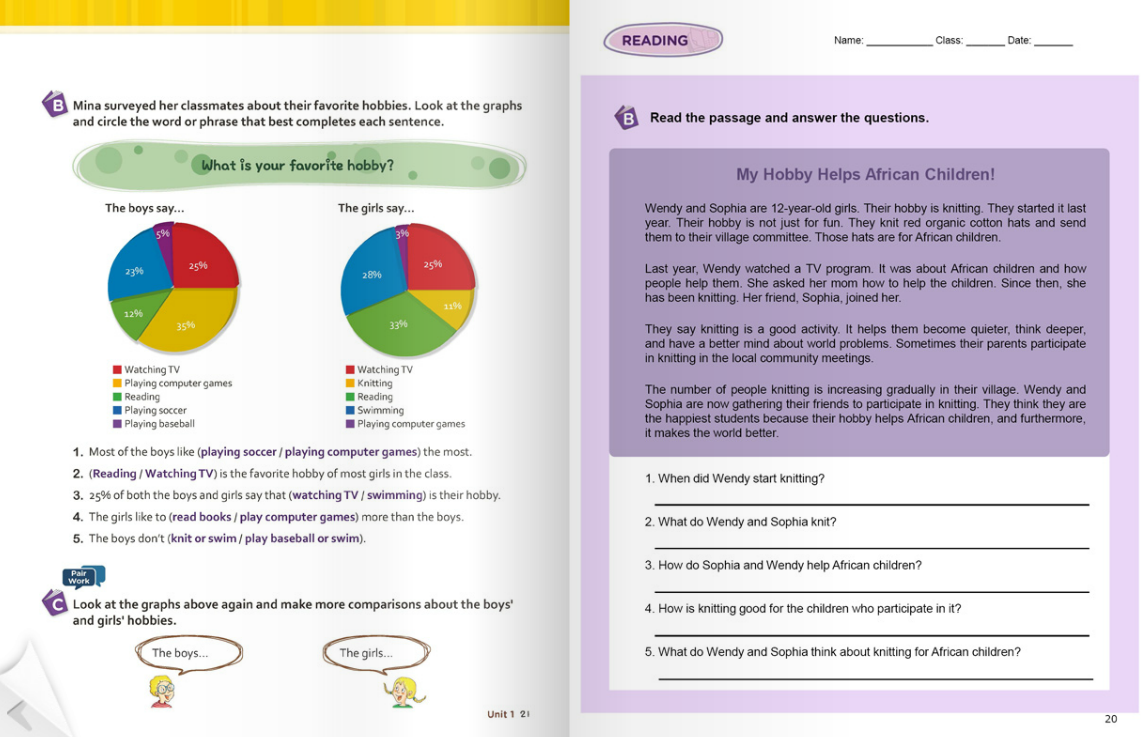 B Mina surveyed her classmates about their favorite hobbies. Look at the graphs
and circle the word or phrase that best completes each sentence.
What is your favorite hobby?
The boys say...
5%
25%
23%
12%
35%
Watching TV
Playing computer games
Reading
Playing soccer
Playing baseball
The girls say...
3%
25%
28%
11%
33%
Watching TV
Knitting
Reading
Swimming
Playing computer games
1. Most of the boys like (playing soccer / playing computer games) the most.
2. (Reading / Watching TV) is the favorite hobby of most girls in the class.
3. 25% of both the boys and girls say that (watching TV / swimming) is their hobby.
4. The girls like to (read books / play computer games) more than the boys.
5. The boys don't (knit or swim / play baseball or swim).
Pair
Work
C Look at the graphs above again and make more comparisons about the boys'
and girls' hobbies.
The boys...
The girls...
Unit 1 21
READING
Name: ____________ Class: _______ Date: _______
B Read the passage and answer the questions.
My Hobby Helps African Children!
Wendy and Sophia are 12-year-old girls. Their hobby is knitting. They started it last
year. Their hobby is not just for fun. They knit red organic cotton hats and send
them to their village committee. Those hats are for African children.
Last year, Wendy watched a TV program. It was about African children and how
people help them. She asked her mom how to help the children. Since then, she
has been knitting. Her friend, Sophia, joined her.
They say knitting is a good activity. It helps them become quieter, think deeper,
and have a better mind about world problems. Sometimes their parents participate
in knitting in the local community meetings.
The number of people knitting is increasing gradually in their village. Wendy and
Sophia are now gathering their friends to participate in knitting. They think they are
the happiest students because their hobby helps African children, and furthermore,
it makes the world better.
1. When did Wendy start knitting?
2. What do Wendy and Sophia knit?
3. How do Sophia and Wendy help African children?
4. How is knitting good for the children who participate in it?
5. What do Wendy and Sophia think about knitting for African children?
20